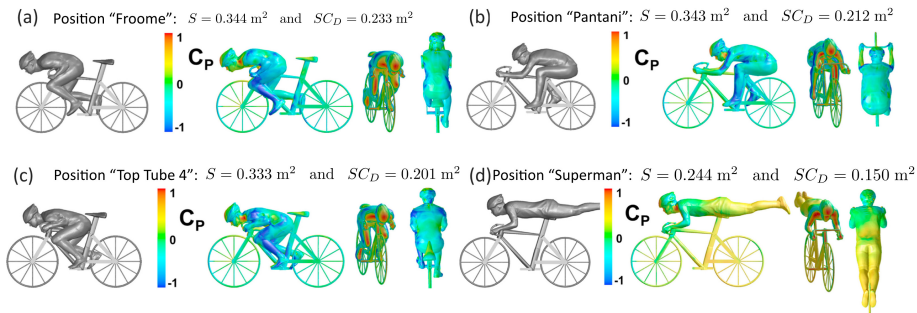 (a) Position “Froome”: S = 0.344 m² and SC_D = 0.233 m²
1
C_P
0
-1
(b) Position “Pantani”: S = 0.343 m² and SC_D = 0.212 m²
1
C_P
0
-1
(c) Position “Top Tube 4”: S = 0.333 m² and SC_D = 0.201 m²
1
C_P
0
-1
(d) Position “Superman”: S = 0.244 m² and SC_D = 0.150 m²
1
C_P
0
-1